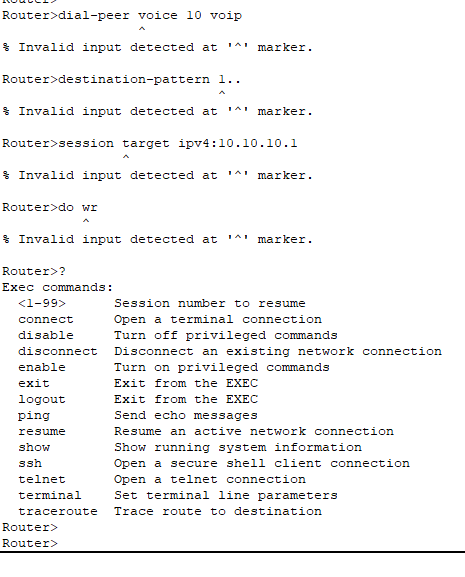 Router>
Router>dial-peer voice 10 voip
^
% Invalid input detected at '^' marker.
Router>destination-pattern 1..
^
% Invalid input detected at '^' marker.
Router>session target ipv4:10.10.10.1
^
% Invalid input detected at '^' marker.
Router>do wr
^
% Invalid input detected at '^' marker.
Router>?
Exec commands:
<1-99> Session number to resume
connect Open a terminal connection
disable Turn off privileged commands
disconnect Disconnect an existing network connection
enable Turn on privileged commands
exit Exit from the EXEC
logout Exit from the EXEC
ping Send echo messages
resume Resume an active network connection
show Show running system information
ssh Open a secure shell client connection
telnet Open a telnet connection
terminal Set terminal line parameters
traceroute Trace route to destination
Router>
Router>